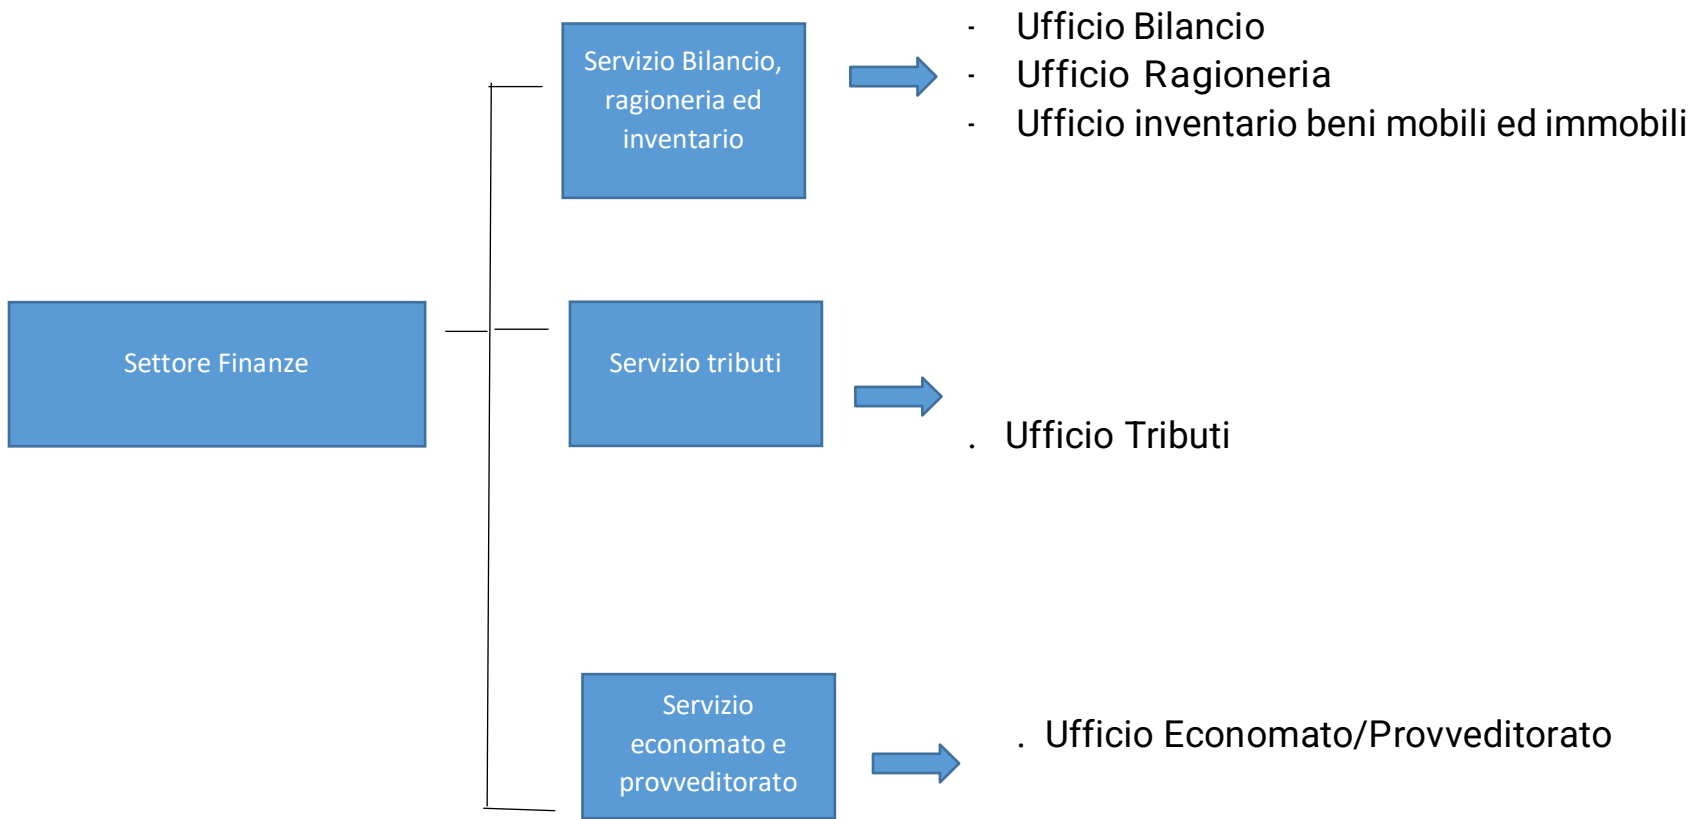 Servizio Bilancio,
ragioneria ed
inventario
- Ufficio Bilancio
- Ufficio Ragioneria
- Ufficio inventario beni mobili ed immobili
Settore Finanze
Servizio tributi
. Ufficio Tributi
Servizio
economato e
provveditorato
. Ufficio Economato/Provveditorato